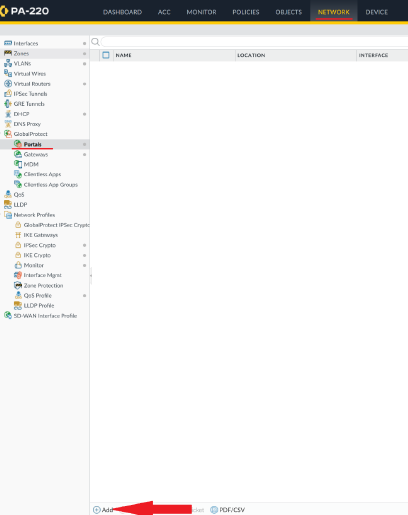 PA-220
DASHBOARD ACC MONITOR POLICIES OBJECTS NETWORK DEVICE
Interfaces
Zones
VLANs
Virtual Wires
Virtual Routers
IPSec Tunnels
GRE Tunnels
DHCP
DNS Proxy
GlobalProtect
Portals
Gateways
MDM
Clientless Apps
Clientless App Groups
QoS
LLDP
Network Profiles
GlobalProtect IPSec Crypto
IKE Gateways
IPSec Crypto
IKE Crypto
Monitor
Interface Mgmt
Zone Protection
QoS Profile
LLDP Profile
SD-WAN Interface Profile
NAME LOCATION INTERFACE
Add PDF/CSV